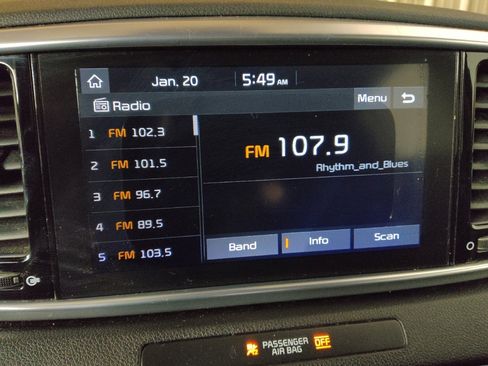 Jan. 20 5:49 AM
Radio Menu
1 FM 102.3
2 FM 101.5
3 FM 96.7
4 FM 89.5
5 FM 103.5
FM 107.9
Rhythm_and_Blues
Band Info Scan
PASSENGER
AIR BAG OFF